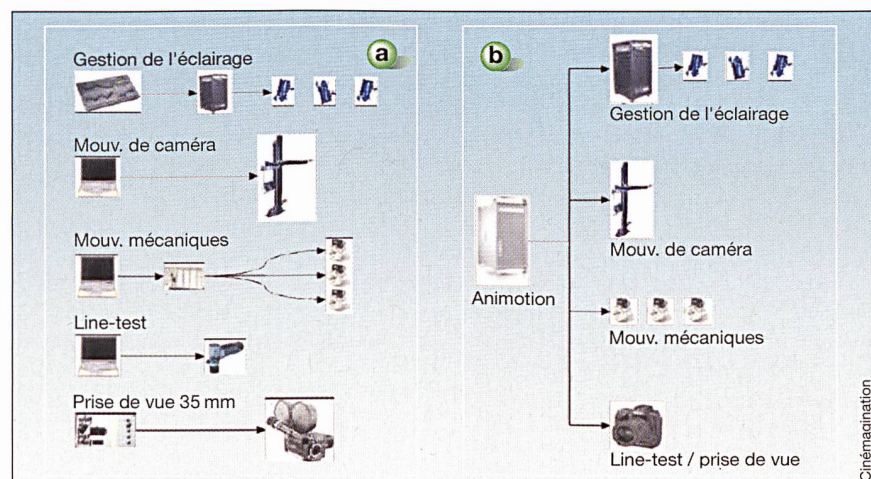 a
Gestion de l'éclairage
Mouv. de caméra
Mouv. mécaniques
Line-test
Prise de vue 35 mm
b
Animotion
Gestion de l'éclairage
Mouv. de caméra
Mouv. mécaniques
Line-test / prise de vue
Cinémagination